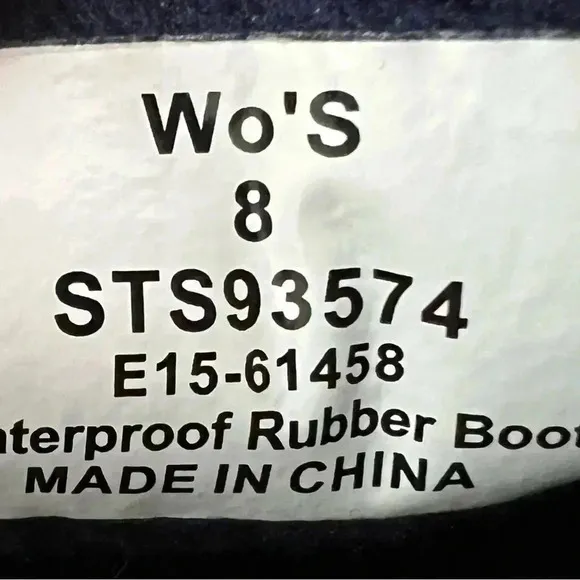 Wo'S
8
STS93574
E15-61458
aterproof Rubber Boot
MADE IN CHINA